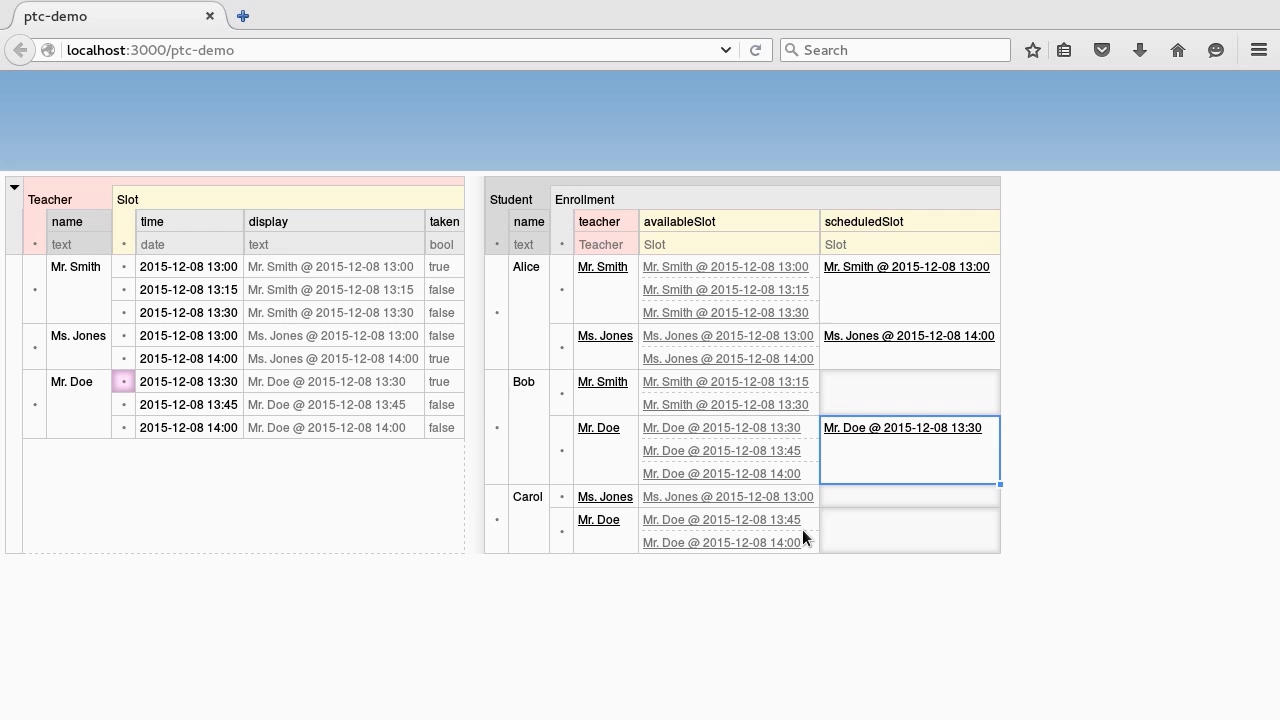 ptc-demo
localhost:3000/ptc-demo
Search
Teacher Slot
name time display taken
text date text bool
Mr. Smith 2015-12-08 13:00 Mr. Smith @ 2015-12-08 13:00 true
2015-12-08 13:15 Mr. Smith @ 2015-12-08 13:15 false
2015-12-08 13:30 Mr. Smith @ 2015-12-08 13:30 false
Ms. Jones 2015-12-08 13:00 Ms. Jones @ 2015-12-08 13:00 false
2015-12-08 14:00 Ms. Jones @ 2015-12-08 14:00 true
Mr. Doe 2015-12-08 13:30 Mr. Doe @ 2015-12-08 13:30 true
2015-12-08 13:45 Mr. Doe @ 2015-12-08 13:45 false
2015-12-08 14:00 Mr. Doe @ 2015-12-08 14:00 false
Student Enrollment
name teacher availableSlot scheduledSlot
text Teacher Slot Slot
Alice Mr. Smith Mr. Smith @ 2015-12-08 13:00 Mr. Smith @ 2015-12-08 13:00
Mr. Smith @ 2015-12-08 13:15
Mr. Smith @ 2015-12-08 13:30
Ms. Jones Ms. Jones @ 2015-12-08 13:00 Ms. Jones @ 2015-12-08 14:00
Ms. Jones @ 2015-12-08 14:00
Bob Mr. Smith Mr. Smith @ 2015-12-08 13:15
Mr. Smith @ 2015-12-08 13:30
Mr. Doe Mr. Doe @ 2015-12-08 13:30 Mr. Doe @ 2015-12-08 13:30
Mr. Doe @ 2015-12-08 13:45
Mr. Doe @ 2015-12-08 14:00
Carol Ms. Jones Ms. Jones @ 2015-12-08 13:00
Mr. Doe Mr. Doe @ 2015-12-08 13:45
Mr. Doe @ 2015-12-08 14:00